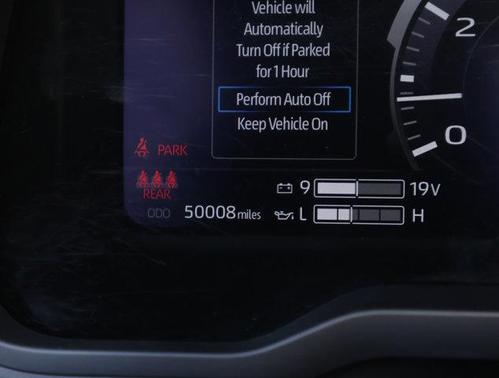 Vehicle will
Automatically
Turn Off if Parked
for 1 Hour
Perform Auto Off
Keep Vehicle On
2
0
PARK
REAR
9 19V
ODO 50008 miles
L H